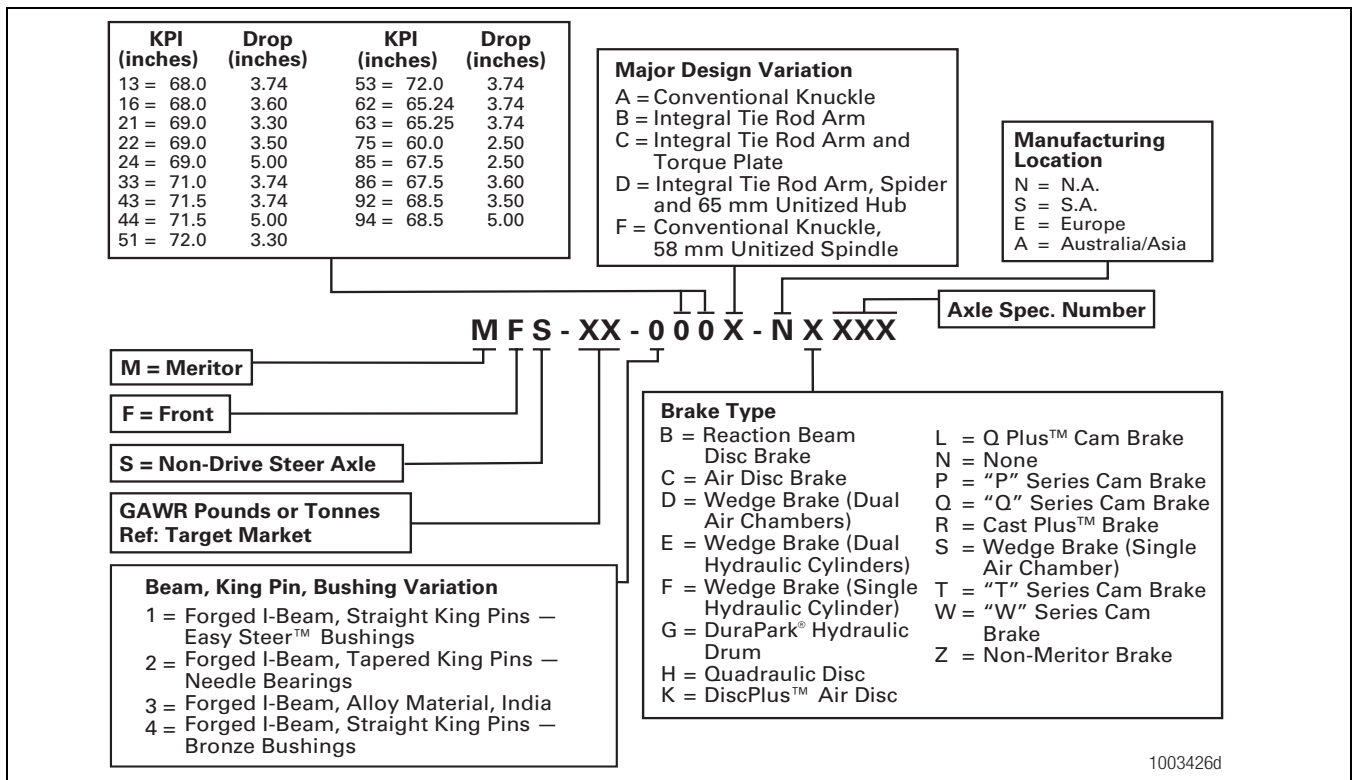 KPI Drop KPI Drop
(inches) (inches) (inches) (inches)
13 = 68.0 3.74 53 = 72.0 3.74
16 = 68.0 3.60 62 = 65.24 3.74
21 = 69.0 3.30 63 = 65.25 3.74
22 = 69.0 3.50 75 = 60.0 2.50
24 = 69.0 5.00 85 = 67.5 2.50
33 = 71.0 3.74 86 = 67.5 3.60
43 = 71.5 3.74 92 = 68.5 3.50
44 = 71.5 5.00 94 = 68.5 5.00
51 = 72.0 3.30
Major Design Variation
A = Conventional Knuckle
B = Integral Tie Rod Arm
C = Integral Tie Rod Arm and
Torque Plate
D = Integral Tie Rod Arm, Spider
and 65 mm Unitized Hub
F = Conventional Knuckle,
58 mm Unitized Spindle
Manufacturing
Location
N = N.A.
S = S.A.
E = Europe
A = Australia/Asia
M F S - XX - 0 0 0 X - N X XXX
Axle Spec. Number
M = Meritor
F = Front
S = Non-Drive Steer Axle
GAWR Pounds or Tonnes
Ref: Target Market
Beam, King Pin, Bushing Variation
1 = Forged I-Beam, Straight King Pins —
Easy Steer™ Bushings
2 = Forged I-Beam, Tapered King Pins —
Needle Bearings
3 = Forged I-Beam, Alloy Material, India
4 = Forged I-Beam, Straight King Pins —
Bronze Bushings
Brake Type
B = Reaction Beam
Disc Brake
C = Air Disc Brake
D = Wedge Brake (Dual
Air Chambers)
E = Wedge Brake (Dual
Hydraulic Cylinders)
F = Wedge Brake (Single
Hydraulic Cylinder)
G = DuraPark® Hydraulic
Drum
H = Quadraulic Disc
K = DiscPlus™ Air Disc
L = Q Plus™ Cam Brake
N = None
P = “P” Series Cam Brake
Q = “Q” Series Cam Brake
R = Cast Plus™ Brake
S = Wedge Brake (Single
Air Chamber)
T = “T” Series Cam Brake
W = “W” Series Cam
Brake
Z = Non-Meritor Brake
1003426d